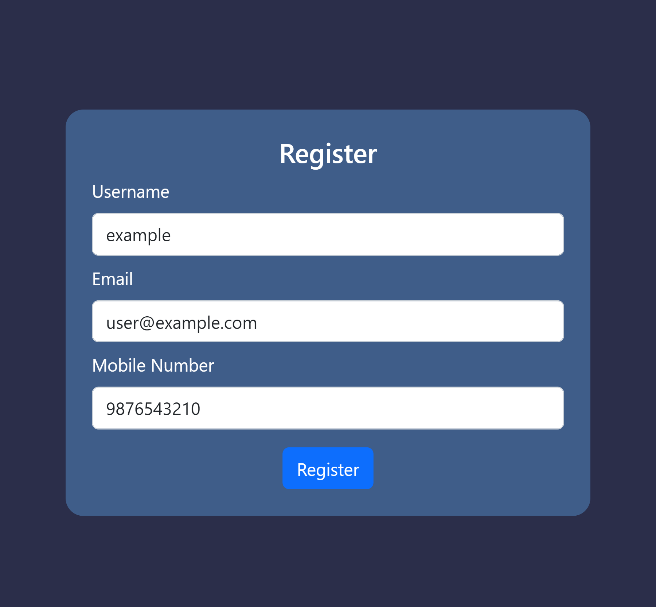 Register
Username
example
Email
user@example.com
Mobile Number
9876543210
Register